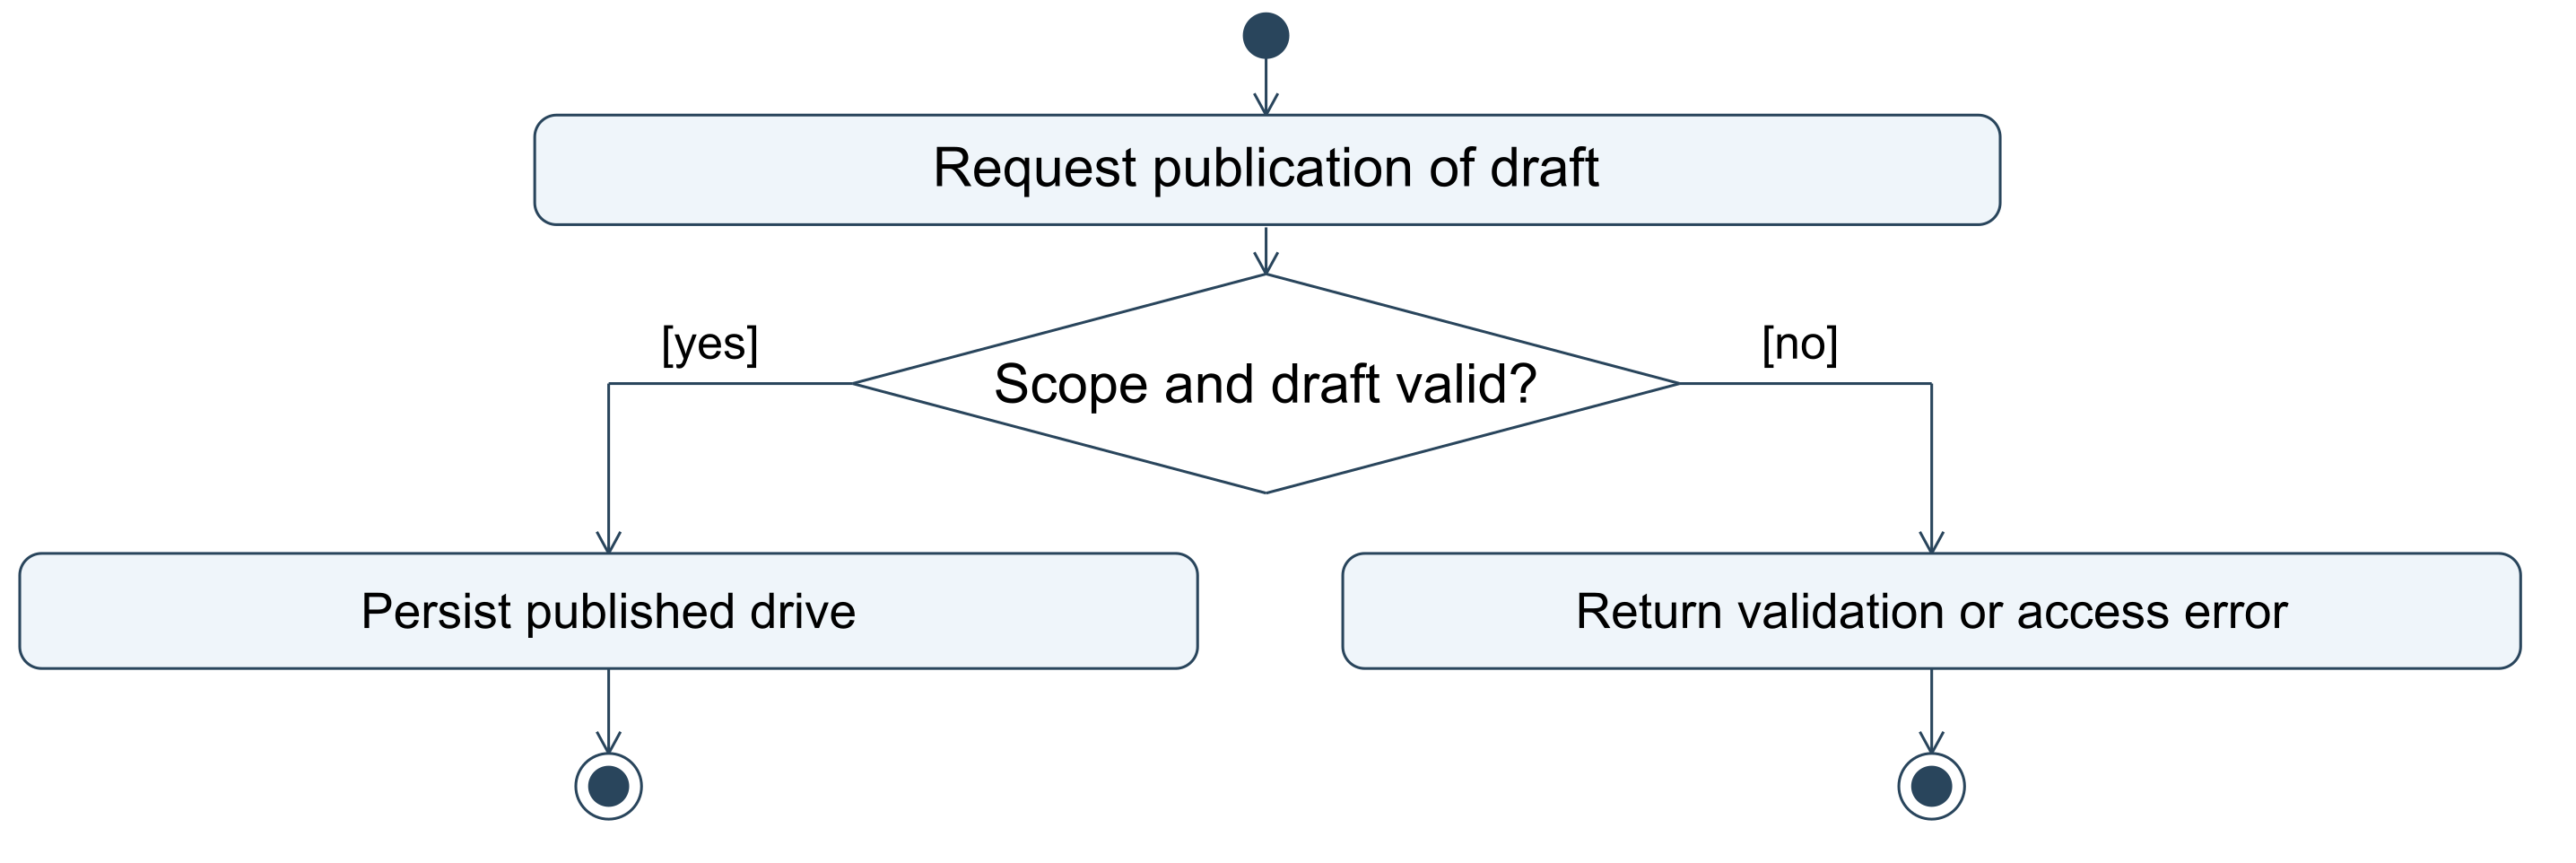 Request publication of draft
[yes]
[no]
Scope and draft valid?
Persist published drive
Return validation or access error